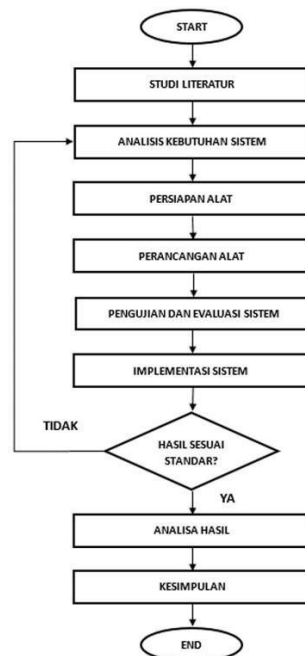 START
STUDI LITERATUR
ANALISIS KEBUTUHAN SISTEM
PERSIAPAN ALAT
PERANCANGAN ALAT
PENGUJIAN DAN EVALUASI SISTEM
IMPLEMENTASI SISTEM
TIDAK
HASIL SESUAI
STANDAR?
YA
ANALISA HASIL
KESIMPULAN
END